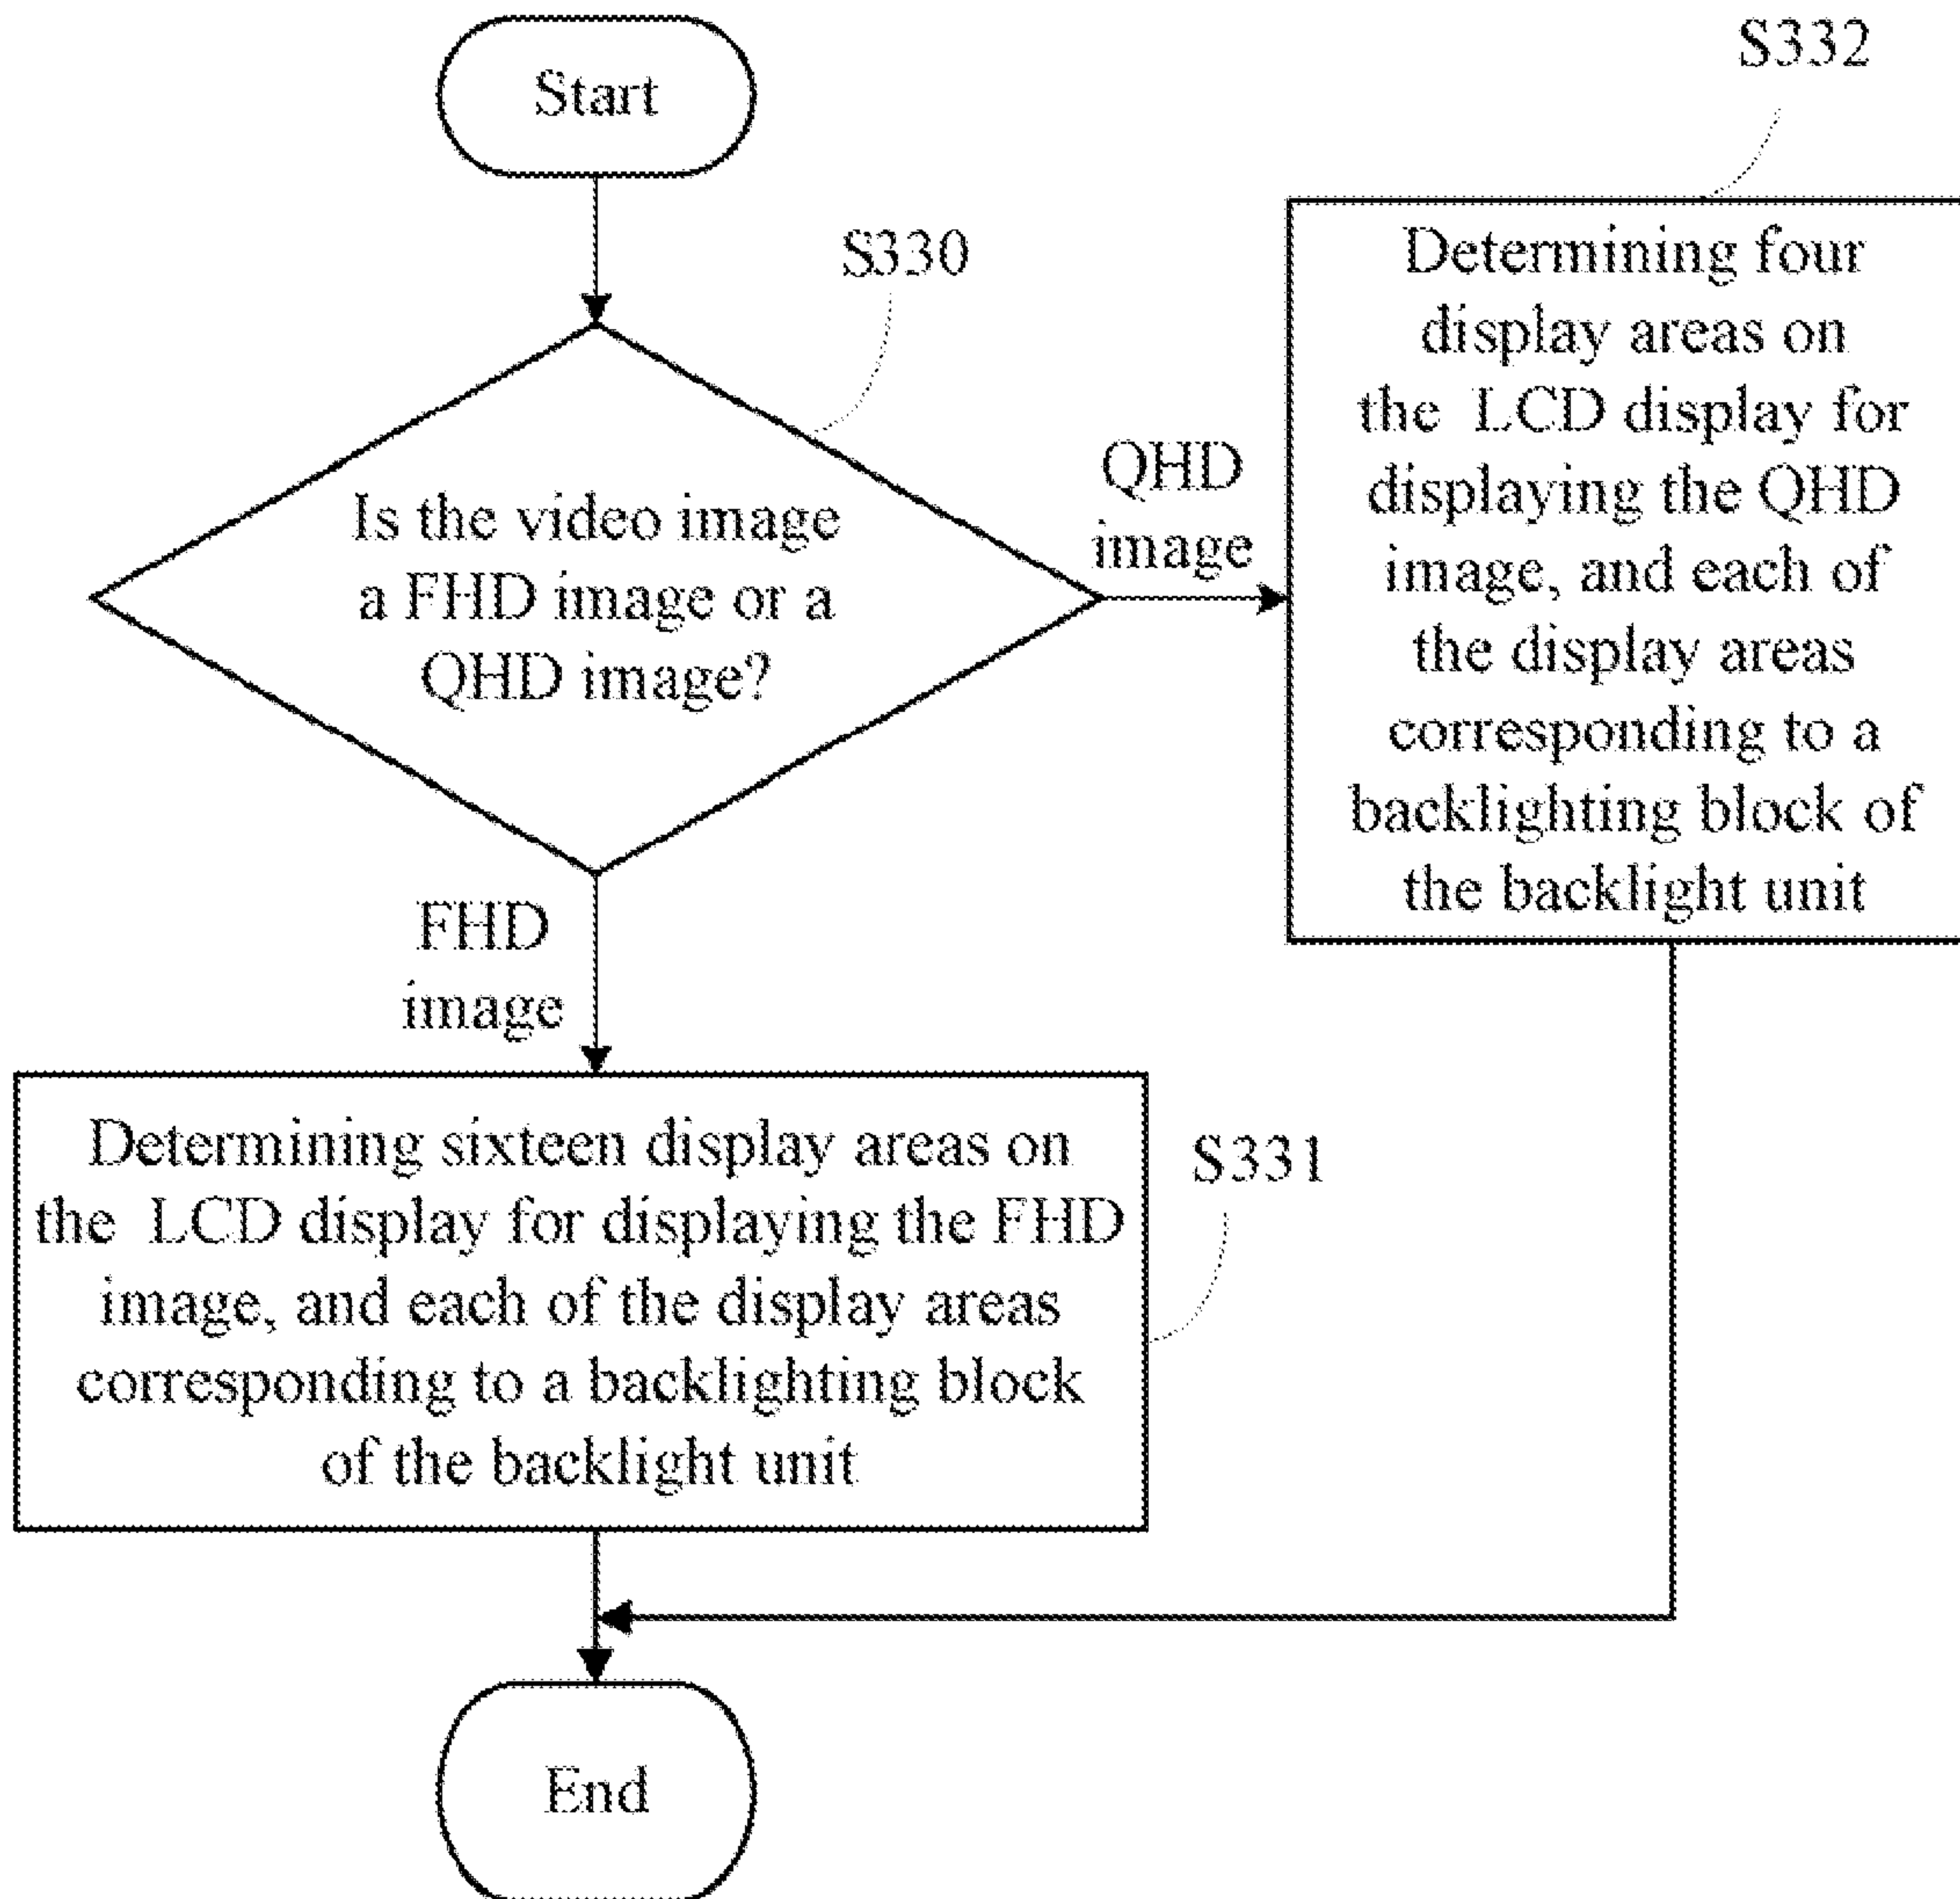 Start
S332
S330
Is the video image
a FHD image or a
QHD image?
QHD
image
Determining four
display areas on
the LCD display for
displaying the QHD
image, and each of
the display areas
corresponding to a
backlighting block of
the backlight unit
FHD
image
Determining sixteen display areas on
the LCD display for displaying the FHD
image, and each of the display areas
corresponding to a backlighting block
of the backlight unit
S331
End